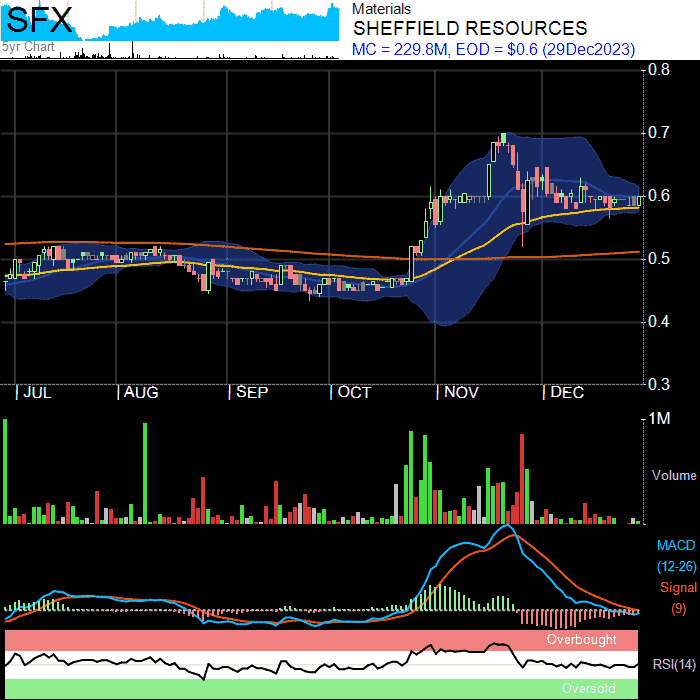 SFX
5yr Chart
Materials
SHEFFIELD RESOURCES
MC = 229.8M, EOD = $0.6 (29Dec2023)
0.8
0.7
0.6
0.5
0.4
0.3
JUL AUG SEP OCT NOV DEC
1M
Volume
MACD
(12-26)
Signal
(9)
Overbought
RSI(14)
Oversold